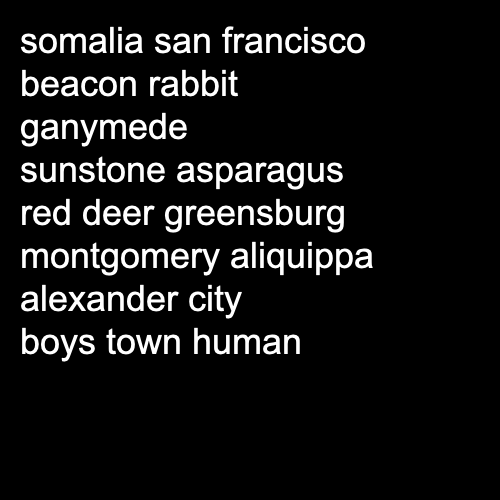 somalia san francisco
beacon rabbit
ganymede
sunstone asparagus
red deer greensburg
montgomery aliquippa
alexander city
boys town human